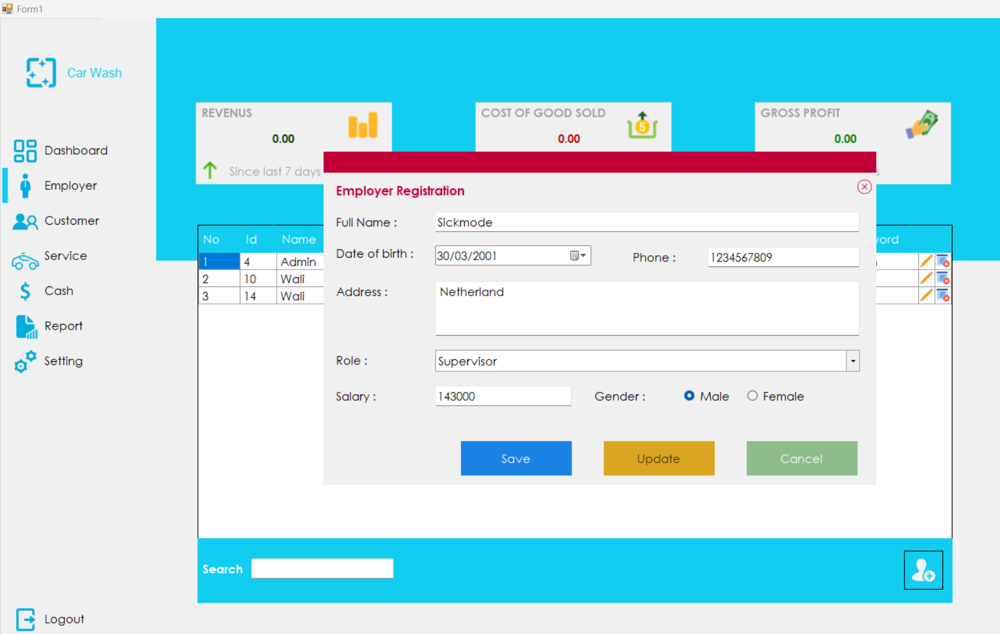 Form1
Car Wash
Dashboard
Employer
Customer
Service
Cash
Report
Setting
Logout
REVENUS
0.00
Since last 7 days
COST OF GOOD SOLD
5
0.00
GROSS PROFIT
0.00
Employer Registration
Full Name : Sickmode
Date of birth : 30/03/2001 Phone : 1234567809
Address : Netherland
Role : Supervisor
Salary : 143000 Gender : Male Female
Save Update Cancel
No Id Name
1 4 Admin
2 10 Wali
3 14 Wali
Search